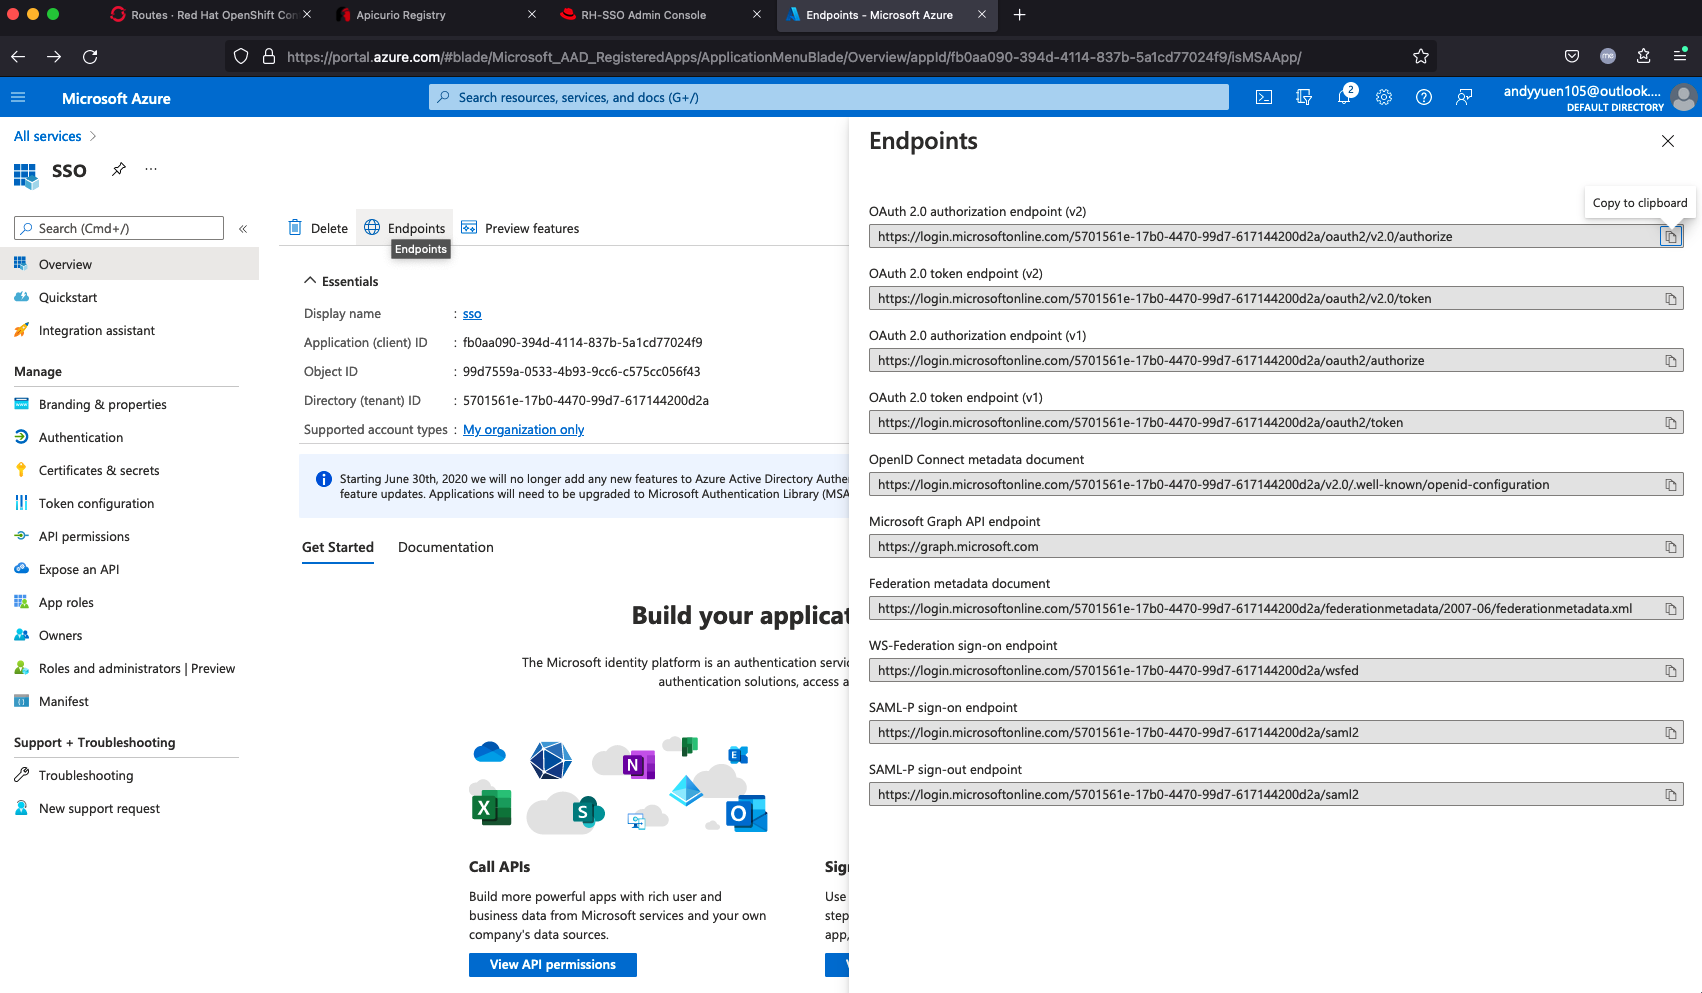 Routes · Red Hat OpenShift Con
Apicurio Registry
RH-SSO Admin Console
Endpoints - Microsoft Azure
https://portal.azure.com/#blade/Microsoft_AAD_RegisteredApps/ApplicationMenuBlade/Overview/appId/fb0aa090-394d-4114-837b-5a1cd77024f9/isMSAApp/
me
Microsoft Azure
Search resources, services, and docs (G+/)
2
andyyuen105@outlook....
DEFAULT DIRECTORY
All services
SSO
...
Search (Cmd+/)
«
Overview
Quickstart
Integration assistant
Manage
Branding & properties
Authentication
Certificates & secrets
Token configuration
API permissions
Expose an API
App roles
Owners
Roles and administrators | Preview
Manifest
Support + Troubleshooting
Troubleshooting
New support request
Delete
Endpoints
Preview features
Endpoints
Essentials
Display name : sso
Application (client) ID : fb0aa090-394d-4114-837b-5a1cd77024f9
Object ID : 99d7559a-0533-4b93-9cc6-c575cc056f43
Directory (tenant) ID : 5701561e-17b0-4470-99d7-617144200d2a
Supported account types : My organization only
Starting June 30th, 2020 we will no longer add any new features to Azure Active Directory Authe
feature updates. Applications will need to be upgraded to Microsoft Authentication Library (MSA
Get Started
Documentation
Build your applicat
The Microsoft identity platform is an authentication servic
authentication solutions, access a
N
E
X
S
O
Call APIs
Build more powerful apps with rich user and
business data from Microsoft services and your own
company's data sources.
View API permissions
Sig
Use
step
app,
V
Endpoints
Copy to clipboard
OAuth 2.0 authorization endpoint (v2)
https://login.microsoftonline.com/5701561e-17b0-4470-99d7-617144200d2a/oauth2/v2.0/authorize
OAuth 2.0 token endpoint (v2)
https://login.microsoftonline.com/5701561e-17b0-4470-99d7-617144200d2a/oauth2/v2.0/token
OAuth 2.0 authorization endpoint (v1)
https://login.microsoftonline.com/5701561e-17b0-4470-99d7-617144200d2a/oauth2/authorize
OAuth 2.0 token endpoint (v1)
https://login.microsoftonline.com/5701561e-17b0-4470-99d7-617144200d2a/oauth2/token
OpenID Connect metadata document
https://login.microsoftonline.com/5701561e-17b0-4470-99d7-617144200d2a/v2.0/.well-known/openid-configuration
Microsoft Graph API endpoint
https://graph.microsoft.com
Federation metadata document
https://login.microsoftonline.com/5701561e-17b0-4470-99d7-617144200d2a/federationmetadata/2007-06/federationmetadata.xml
WS-Federation sign-on endpoint
https://login.microsoftonline.com/5701561e-17b0-4470-99d7-617144200d2a/wsfed
SAML-P sign-on endpoint
https://login.microsoftonline.com/5701561e-17b0-4470-99d7-617144200d2a/saml2
SAML-P sign-out endpoint
https://login.microsoftonline.com/5701561e-17b0-4470-99d7-617144200d2a/saml2